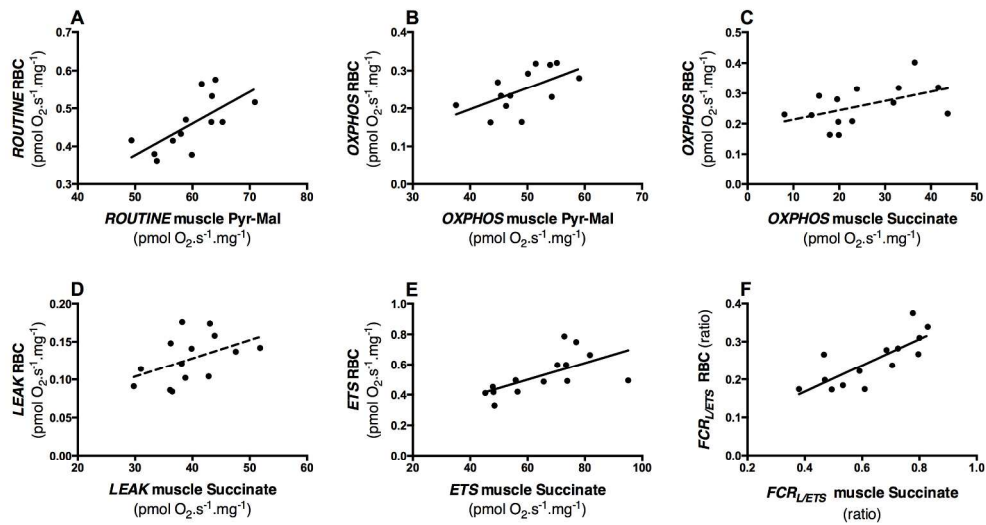 A
0.7
0.6
0.5
0.4
0.3
40 50 60 70 80
ROUTINE RBC
(pmol O₂.s⁻¹.mg⁻¹)
ROUTINE muscle Pyr-Mal
(pmol O₂.s⁻¹.mg⁻¹)
B
0.4
0.3
0.2
0.1
0.0
30 40 50 60 70
OXPHOS RBC
(pmol O₂.s⁻¹.mg⁻¹)
OXPHOS muscle Pyr-Mal
(pmol O₂.s⁻¹.mg⁻¹)
C
0.5
0.4
0.3
0.2
0.1
0.0
0 10 20 30 40 50
OXPHOS RBC
(pmol O₂.s⁻¹.mg⁻¹)
OXPHOS muscle Succinate
(pmol O₂.s⁻¹.mg⁻¹)
D
0.20
0.15
0.10
0.05
0.00
20 30 40 50 60
LEAK RBC
(pmol O₂.s⁻¹.mg⁻¹)
LEAK muscle Succinate
(pmol O₂.s⁻¹.mg⁻¹)
E
1.0
0.8
0.6
0.4
0.2
0.0
20 40 60 80 100
ETS RBC
(pmol O₂.s⁻¹.mg⁻¹)
ETS muscle Succinate
(pmol O₂.s⁻¹.mg⁻¹)
F
0.4
0.3
0.2
0.1
0.0
0.2 0.4 0.6 0.8 1.0
FCR L/ETS RBC (ratio)
FCR L/ETS muscle Succinate
(ratio)